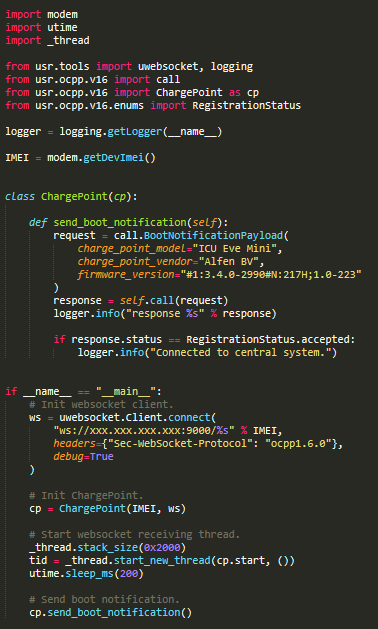 import modem
import utime
import _thread
from usr.tools import uwebsocket, logging
from usr.ocpp.v16 import call
from usr.ocpp.v16 import ChargePoint as cp
from usr.ocpp.v16.enums import RegistrationStatus
logger = logging.getLogger(__name__)
IMEI = modem.getDevImei()
class ChargePoint(cp):
    def send_boot_notification(self):
        request = call.BootNotificationPayload(
            charge_point_model="ICU Eve Mini",
            charge_point_vendor="Alfen BV",
            firmware_version="#1:3.4.0-2990#N:217H;1.0-223"
        )
        response = self.call(request)
        logger.info("response %s" % response)
        if response.status == RegistrationStatus.accepted:
            logger.info("Connected to central system.")
if __name__ == "__main__":
    # Init websocket client.
    ws = uwebsocket.Client.connect(
        "ws://xxx.xxx.xxx.xxx:9000/%s" % IMEI,
        headers={"Sec-WebSocket-Protocol": "ocpp1.6.0"},
        debug=True
    )
    # Init ChargePoint.
    cp = ChargePoint(IMEI, ws)
    # Start websocket receiving thread.
    _thread.stack_size(0x2000)
    tid = _thread.start_new_thread(cp.start, ())
    utime.sleep_ms(200)
    # Send boot notification.
    cp.send_boot_notification()